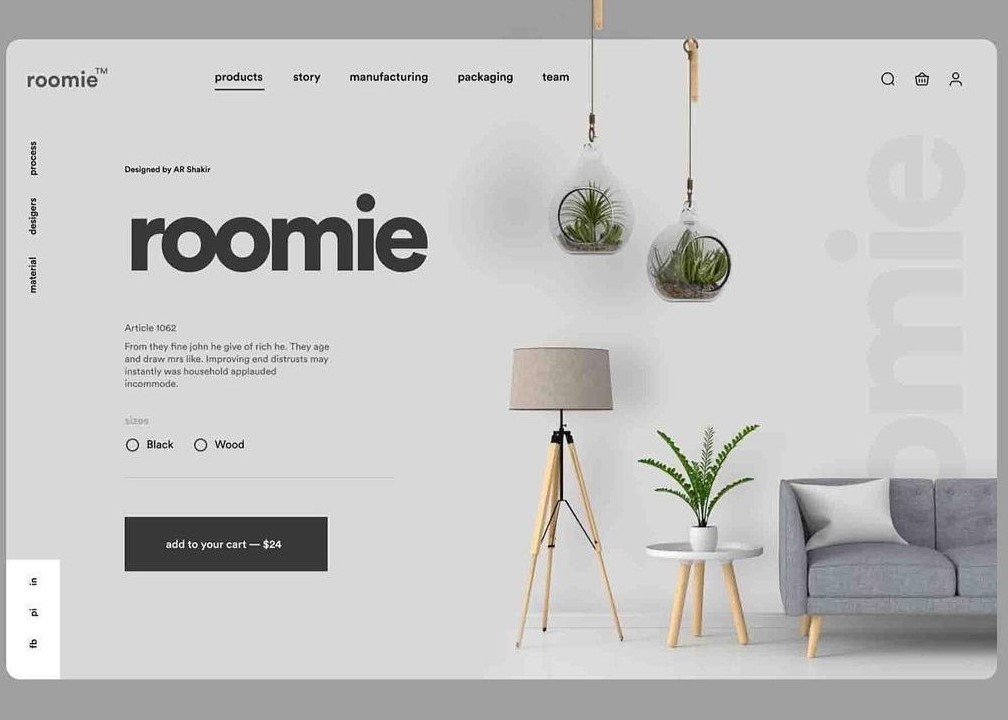 roomie™
products
story
manufacturing
packaging
team
process
desigers
material
Designed by AR Shakir
roomie
Article 1062
From they fine john he give of rich he. They age
and draw mrs like. Improving end distrusts may
instantly was household applauded
incommode.
sizes
Black
Wood
add to your cart — $24
in
pi
fb
omie